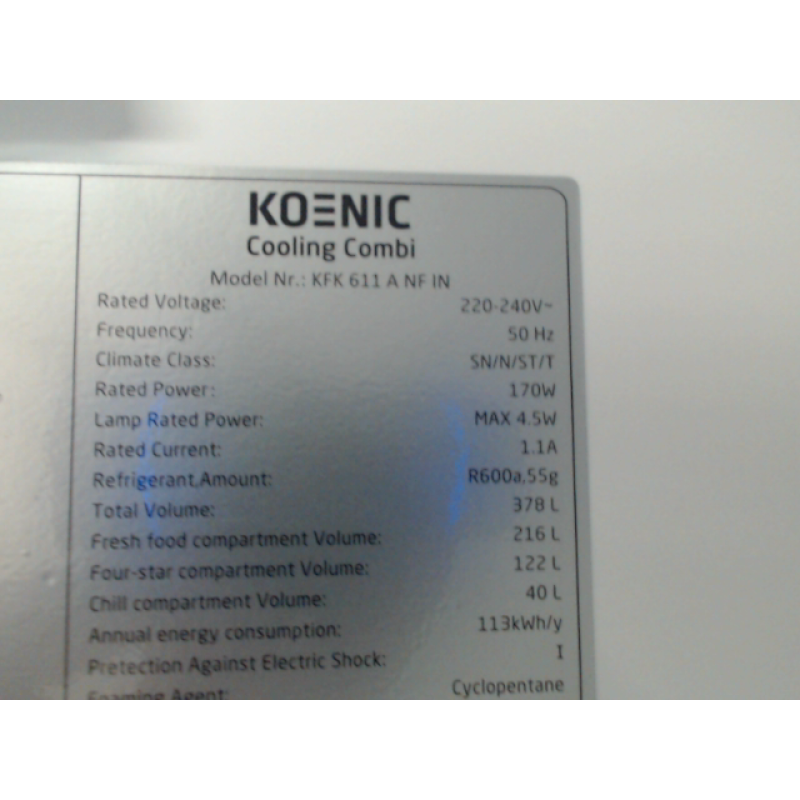 KOENIC
Cooling Combi
Model Nr.: KFK 611 A NF IN
Rated Voltage: 220-240V~
Frequency: 50 Hz
Climate Class: SN/N/ST/T
Rated Power: 170W
Lamp Rated Power: MAX 4.5W
Rated Current: 1.1A
Refrigerant,Amount: R600a,55g
Total Volume: 378 L
Fresh food compartment Volume: 216 L
Four-star compartment Volume: 122 L
Chill compartment Volume: 40 L
Annual energy consumption: 113kWh/y
Pretection Against Electric Shock: I
Foaming Agent: Cyclopentane